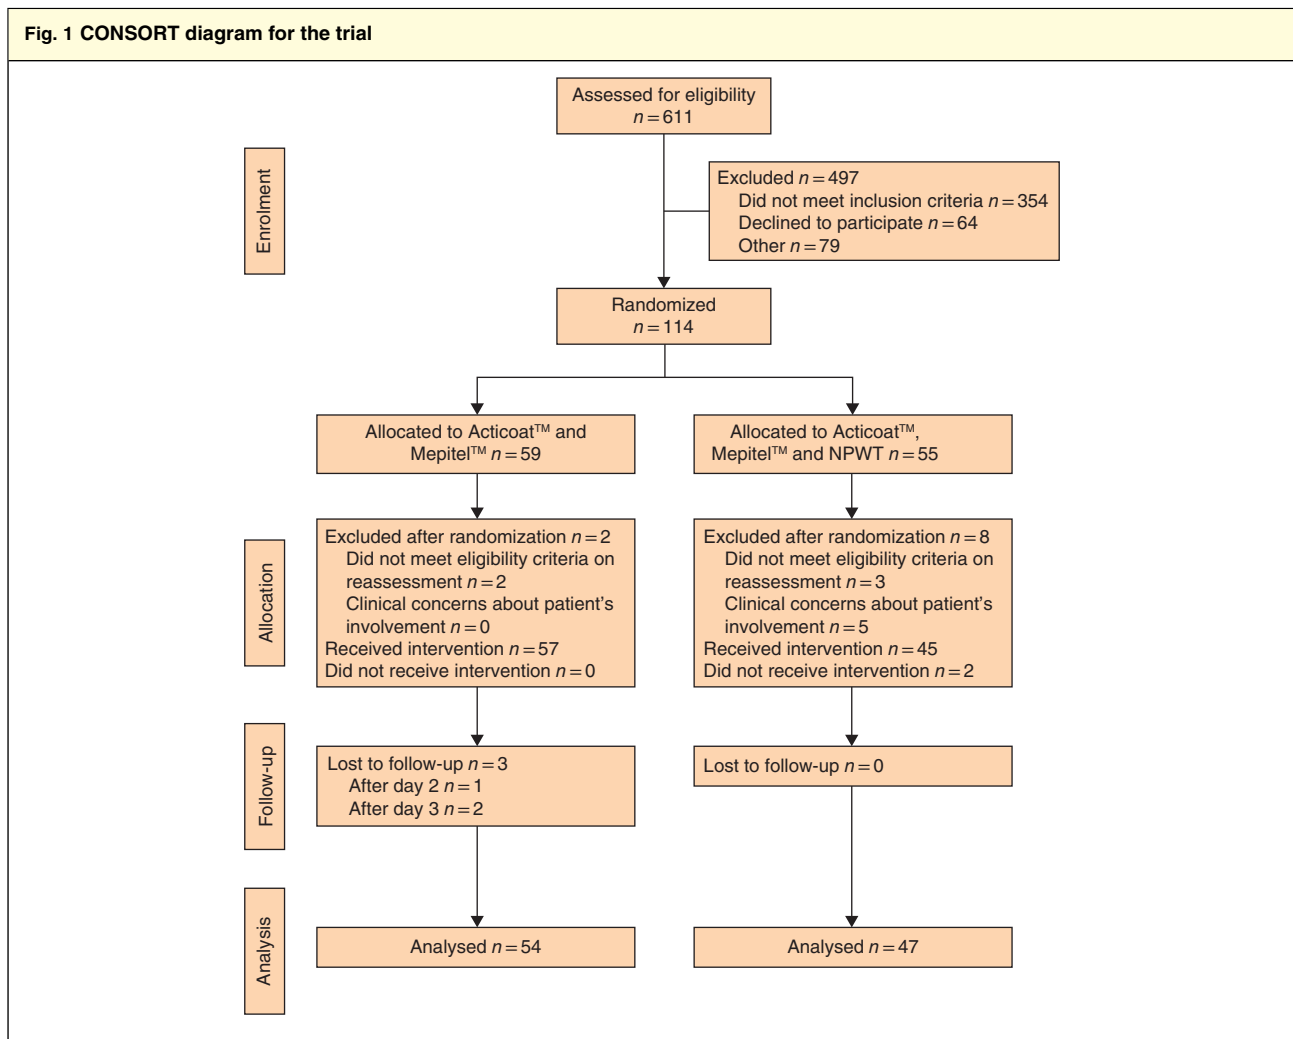 Fig. 1 CONSORT diagram for the trial
Assessed for eligibility
n = 611
Enrolment
Excluded n = 497
Did not meet inclusion criteria n = 354
Declined to participate n = 64
Other n = 79
Randomized
n = 114
Allocated to Acticoat™ and
Mepitel™ n = 59
Allocated to Acticoat™,
Mepitel™ and NPWT n = 55
Allocation
Excluded after randomization n = 2
Did not meet eligibility criteria on
reassessment n = 2
Clinical concerns about patient's
involvement n = 0
Received intervention n = 57
Did not receive intervention n = 0
Excluded after randomization n = 8
Did not meet eligibility criteria on
reassessment n = 3
Clinical concerns about patient's
involvement n = 5
Received intervention n = 45
Did not receive intervention n = 2
Follow-up
Lost to follow-up n = 3
After day 2 n = 1
After day 3 n = 2
Lost to follow-up n = 0
Analysis
Analysed n = 54
Analysed n = 47